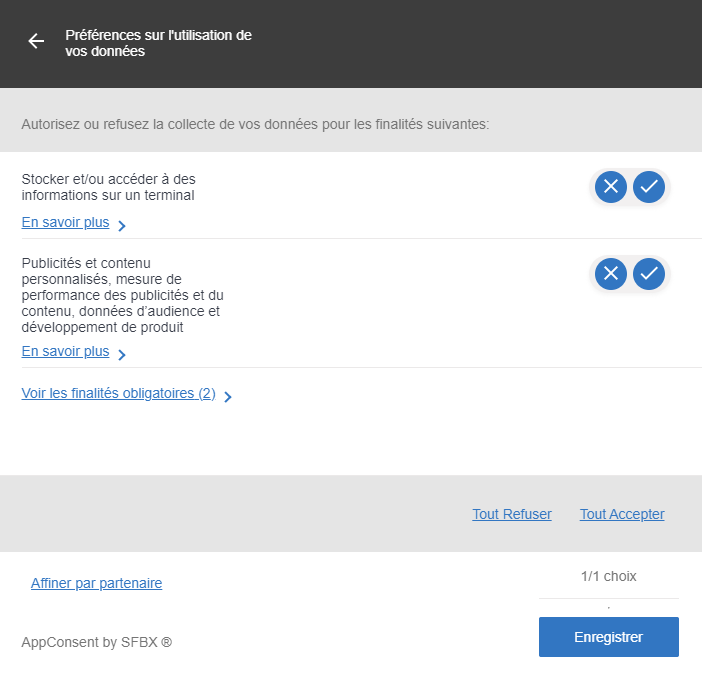 Préférences sur l'utilisation de
vos données
Autorisez ou refusez la collecte de vos données pour les finalités suivantes:
Stocker et/ou accéder à des
informations sur un terminal
En savoir plus
Publicités et contenu
personnalisés, mesure de
performance des publicités et du
contenu, données d’audience et
développement de produit
En savoir plus
Voir les finalités obligatoires (2)
Tout Refuser Tout Accepter
Affiner par partenaire
1/1 choix
.
Enregistrer
AppConsent by SFBX ®